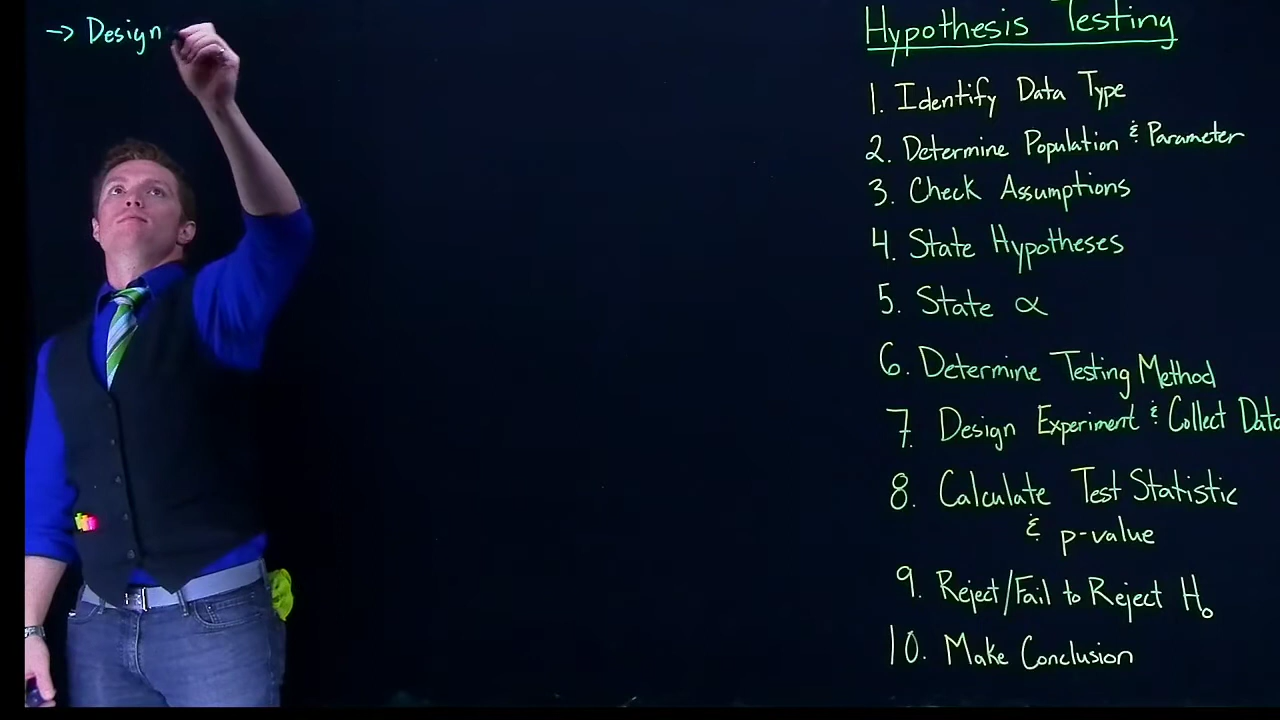 → Design
Hypothesis Testing
1. Identify Data Type
2. Determine Population & Parameter
3. Check Assumptions
4. State Hypotheses
5. State α
6. Determine Testing Method
7. Design Experiment & Collect Data
8. Calculate Test Statistic
& p-value
9. Reject/Fail to Reject H₀
10. Make Conclusion